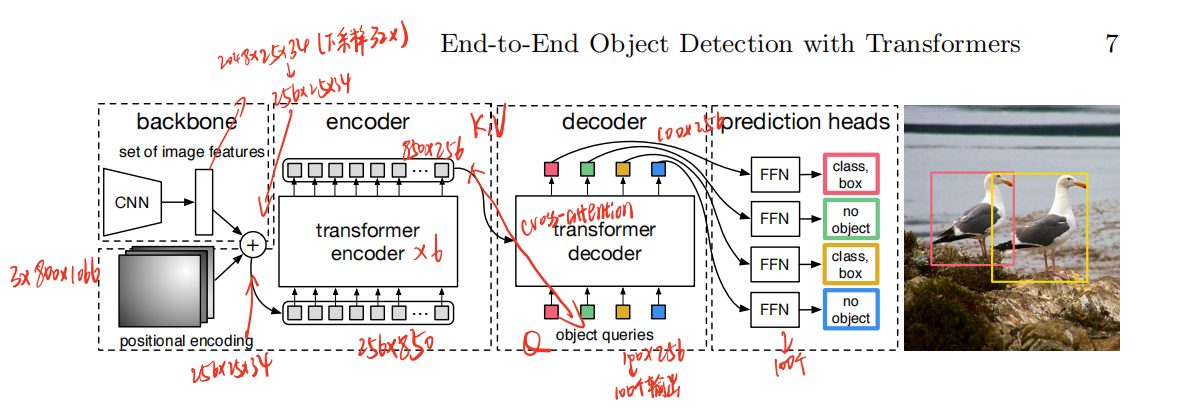 End-to-End Object Detection with Transformers 7
2048x25x34 (下采样32x)
256x25x34
backbone
encoder
K,V
decoder
prediction heads
set of image features
850x256
100x256
CNN
+
...
transformer
encoder x6
cross-attention
transformer
decoder
FFN
class,
box
FFN
no
object
FFN
class,
box
FFN
no
object
3x800x1066
...
positional encoding
256x25x34
256x850
Q
object queries
100x256
100个输出
100个